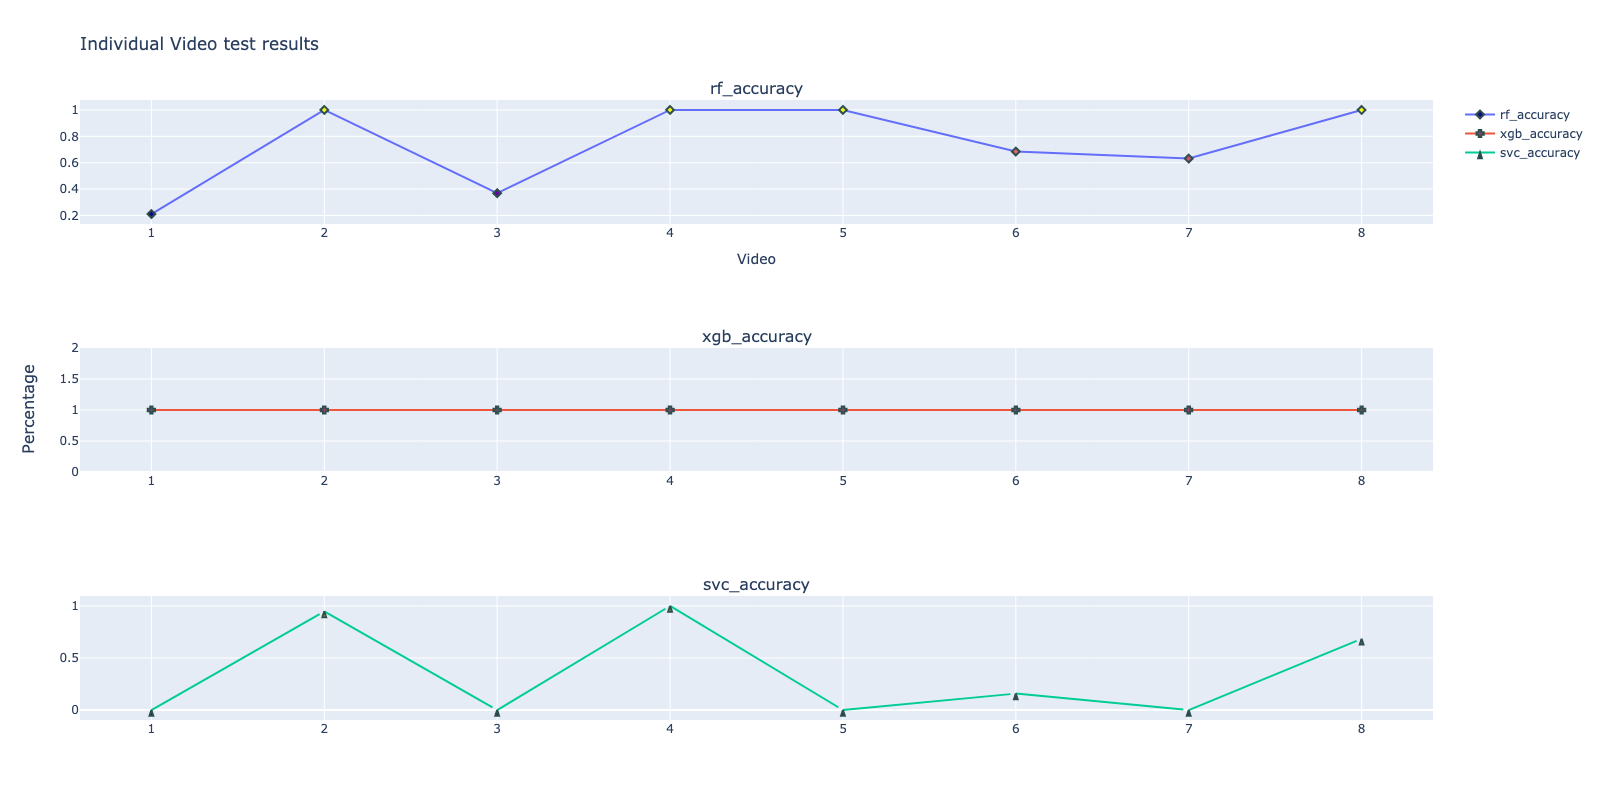 Individual Video test results
rf_accuracy
1
0.8
0.6
0.4
0.2
1 2 3 4 5 6 7 8
Video
rf_accuracy
xgb_accuracy
svc_accuracy
xgb_accuracy
Percentage
2
1.5
1
0.5
0
1 2 3 4 5 6 7 8
svc_accuracy
1
0.5
0
1 2 3 4 5 6 7 8